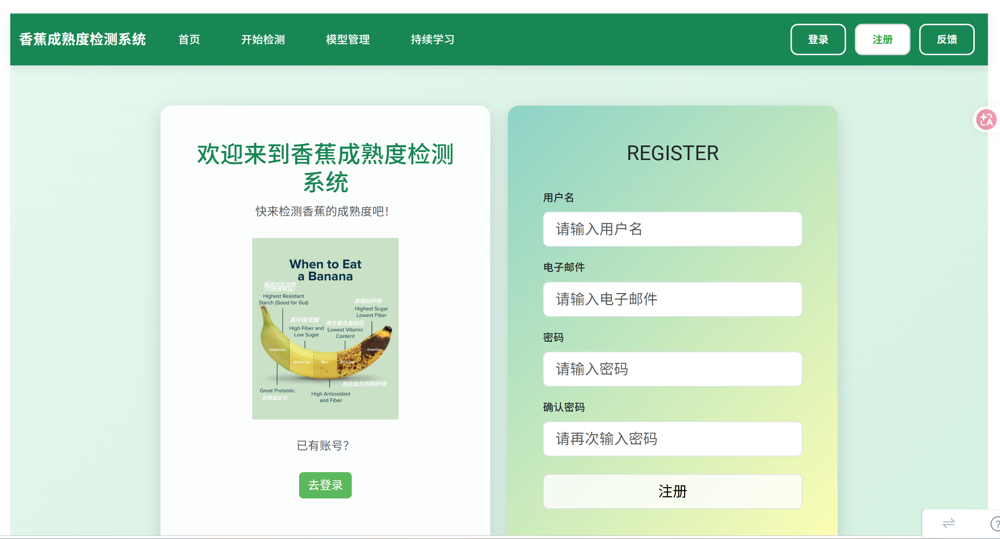 香蕉成熟度检测系统 首页 开始检测 模型管理 持续学习 登录 注册 反馈
欢迎来到香蕉成熟度检测
系统
快来检测香蕉的成熟度吧!
When to Eat
a Banana
最高抗性淀粉
(对肠道有益)
Highest Resistant
Starch (Good for Gut)
高糖低纤维
Highest Sugar
Lowest Fiber
高纤维低糖
High Fiber and
Low Sugar
维生素含量较低
Lowest Vitamin
Content
Underripe
Barely ripe
Ripe
Very ripe
Overripe
Great Prebiotic
优质益生元
高抗氧化剂和纤维
High Antioxidant
and Fiber
已有账号?
去登录
REGISTER
用户名
请输入用户名
电子邮件
请输入电子邮件
密码
请输入密码
确认密码
请再次输入密码
注册